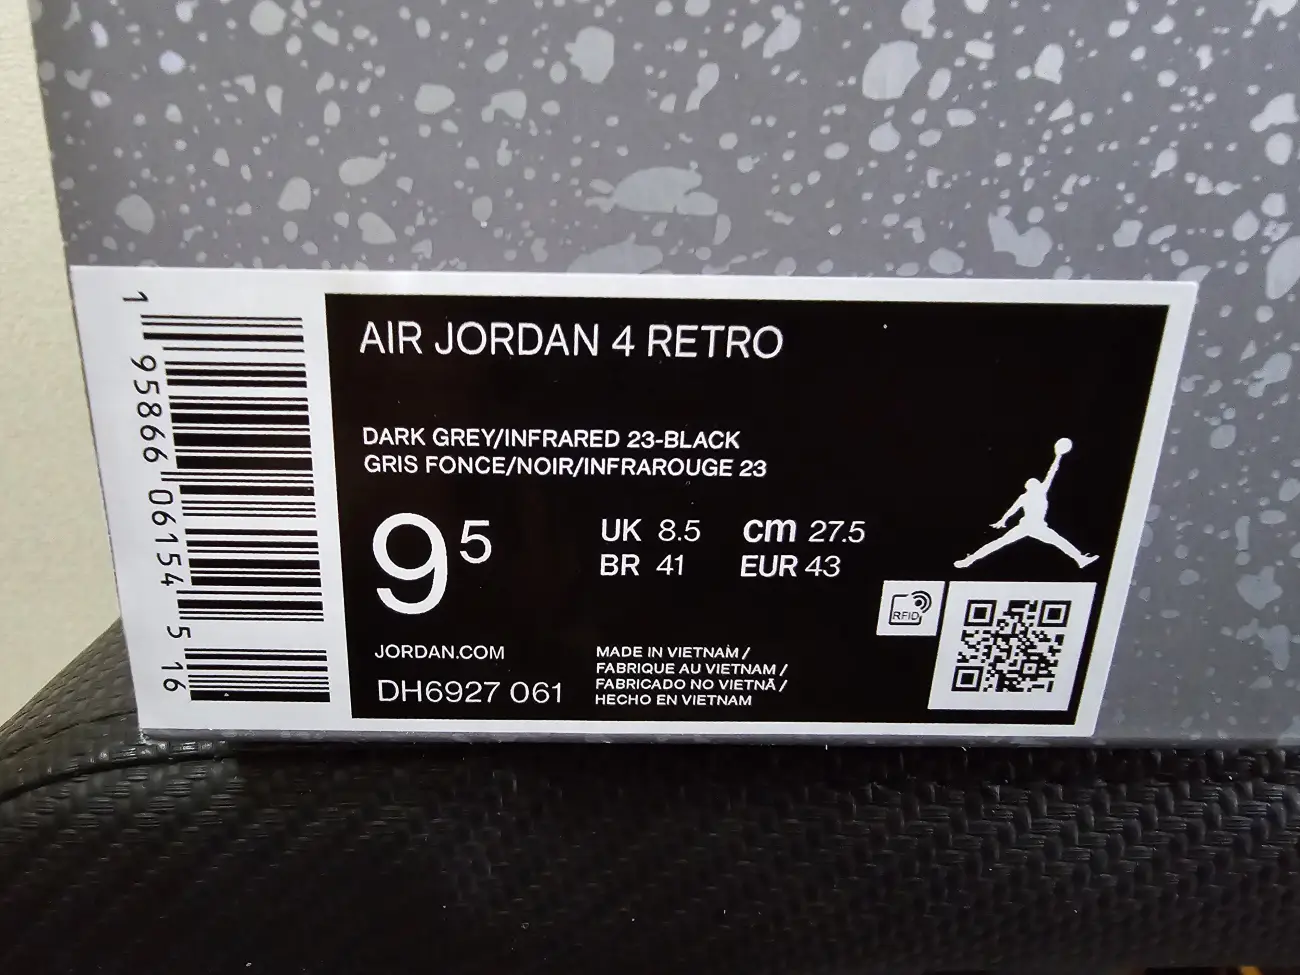 AIR JORDAN 4 RETRO
DARK GREY/INFRARED 23-BLACK
GRIS FONCE/NOIR/INFRAROUGE 23
9 5
UK 8.5 cm 27.5
BR 41 EUR 43
RFID
JORDAN.COM
DH6927 061
MADE IN VIETNAM /
FABRIQUE AU VIETNAM /
FABRICADO NO VIETNÃ /
HECHO EN VIETNAM
1 95866 06154 5 16